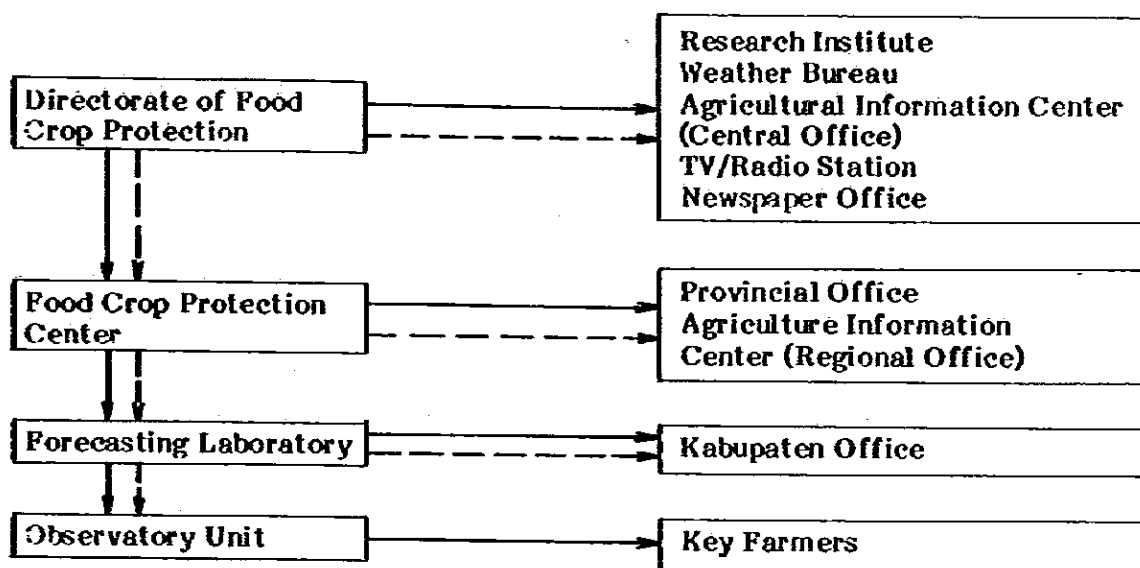 Directorate of Food
Crop Protection
Research Institute
Weather Bureau
Agricultural Information Center
(Central Office)
TV/Radio Station
Newspaper Office
Food Crop Protection
Center
Provincial Office
Agriculture Information
Center (Regional Office)
Forecasting Laboratory
Kabupaten Office
Observatory Unit
Key Farmers